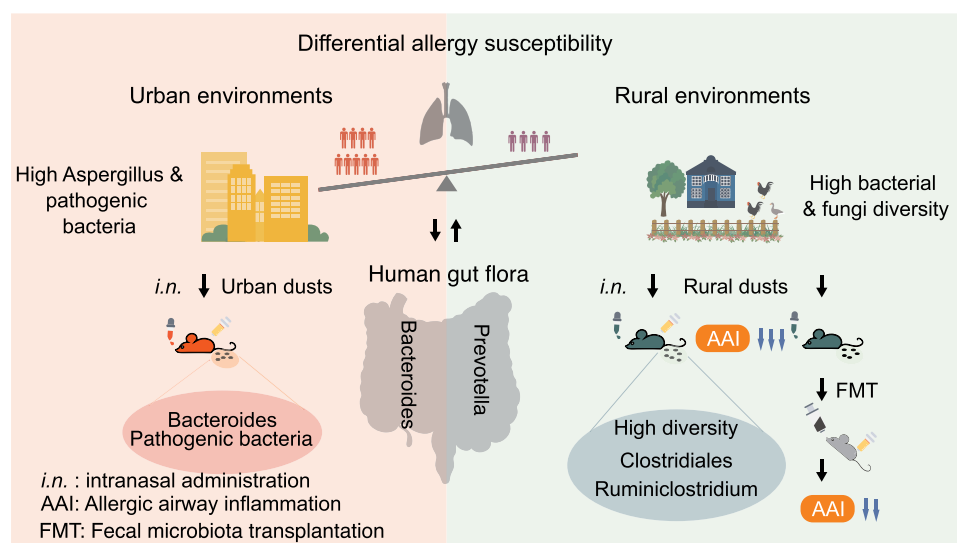 Differential allergy susceptibility
Urban environments
Rural environments
High Aspergillus &
pathogenic
bacteria
High bacterial
& fungi diversity
i.n.
Urban dusts
Human gut flora
i.n.
Rural dusts
Bacteroides
Prevotella
AAI
FMT
Bacteroides
Pathogenic bacteria
High diversity
Clostridiales
Ruminiclostridium
AAI
i.n. : intranasal administration
AAI: Allergic airway inflammation
FMT: Fecal microbiota transplantation